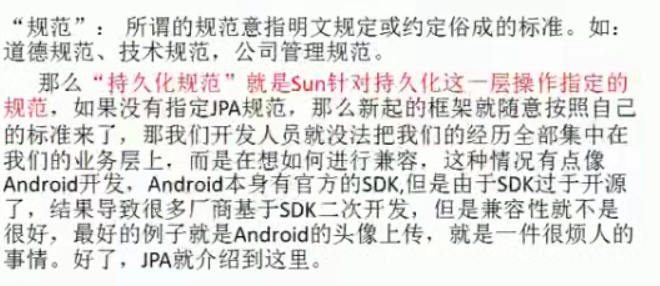 “规范”： 所谓的规范意指明文规定或约定俗成的标准。如：
道德规范、技术规范，公司管理规范。
那么“持久化规范”就是Sun针对持久化这一层操作指定的
规范，如果没有指定JPA规范，那么新起的框架就随意按照自己
的标准来了，那我们开发人员就没法把我们的经历全部集中在
我们的业务层上，而是在想如何进行兼容，这种情况有点像
Android开发，Android本身有官方的SDK,但是由于SDK过于开源
了，结果导致很多厂商基于SDK二次开发，但是兼容性就不是
很好，最好的例子就是Android的头像上传，就是一件很烦人的
事情。好了，JPA就介绍到这里。